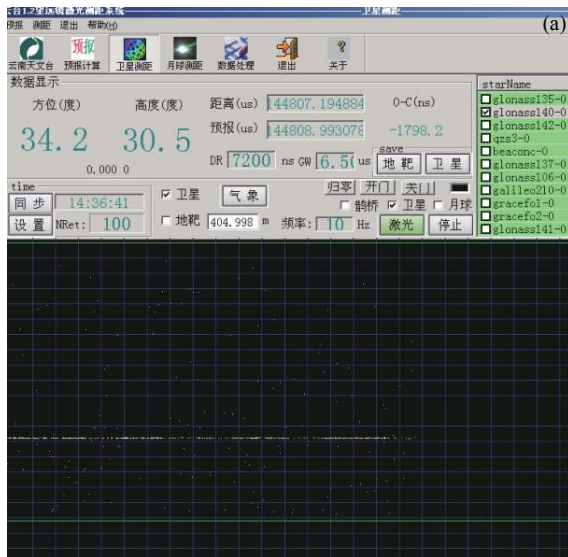 云台1.2米望远镜激光测距系统 卫星测距
(a)
预报 测距 退出 帮助(H)
云南天文台 预报计算 卫星测距 月球测距 数据处理 退出 关于
数据显示
方位(度) 高度(度) 距离(us) 144807.194884 O-C(ns)
34.2 30.5 预报(us) 144808.993078 -1798.2
0.000 0 DR 7200 ns GW 6.5( us save 地 靶 卫 星
time
同 步 14:36:41 卫星 气 象 归零 开门 关门
鹊桥 卫星 月球
设 置 NRet: 100 地靶 404.998 m 频率: 10 Hz 激光 停止
starName
glonass135-0
glonass140-0
glonass142-0
qzs3-0
beaconc-0
glonass137-0
glonass106-0
galileo210-0
gracefo1-0
gracefo2-0
glonass141-0